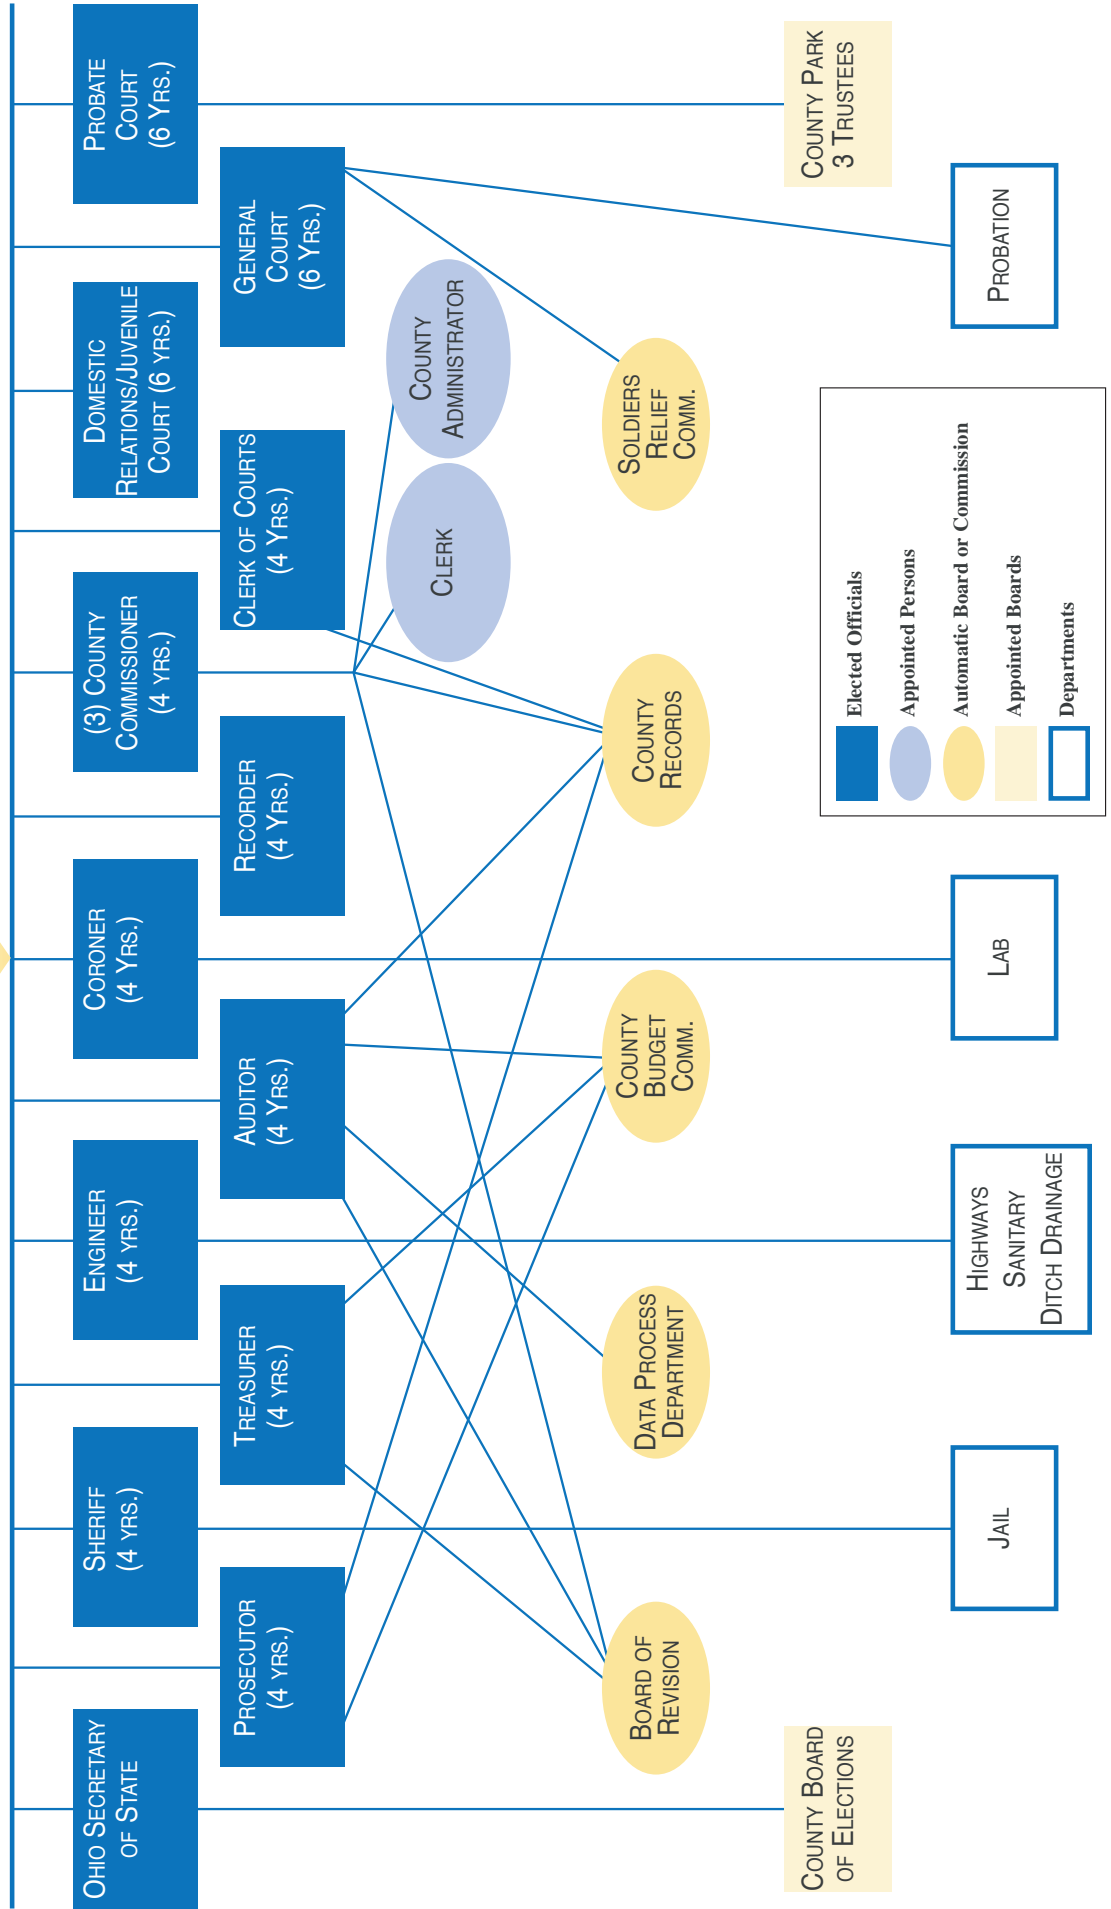 OHIO SECRETARY
OF STATE
SHERIFF
(4 YRS.)
ENGINEER
(4 YRS.)
CORONER
(4 YRS.)
(3) COUNTY
COMMISSIONER
(4 YRS.)
DOMESTIC
RELATIONS/JUVENILE
COURT (6 YRS.)
PROBATE
COURT
(6 YRS.)
PROSECUTOR
(4 YRS.)
TREASURER
(4 YRS.)
AUDITOR
(4 YRS.)
RECORDER
(4 YRS.)
CLERK OF COURTS
(4 YRS.)
GENERAL
COURT
(6 YRS.)
CLERK
COUNTY
ADMINISTRATOR
BOARD OF
REVISION
DATA PROCESS
DEPARTMENT
COUNTY
BUDGET
COMM.
COUNTY
RECORDS
SOLDIERS
RELIEF
COMM.
COUNTY BOARD
OF ELECTIONS
COUNTY PARK
3 TRUSTEES
JAIL
HIGHWAYS
SANITARY
DITCH DRAINAGE
LAB
PROBATION
Elected Officials
Appointed Persons
Automatic Board or Commission
Appointed Boards
Departments